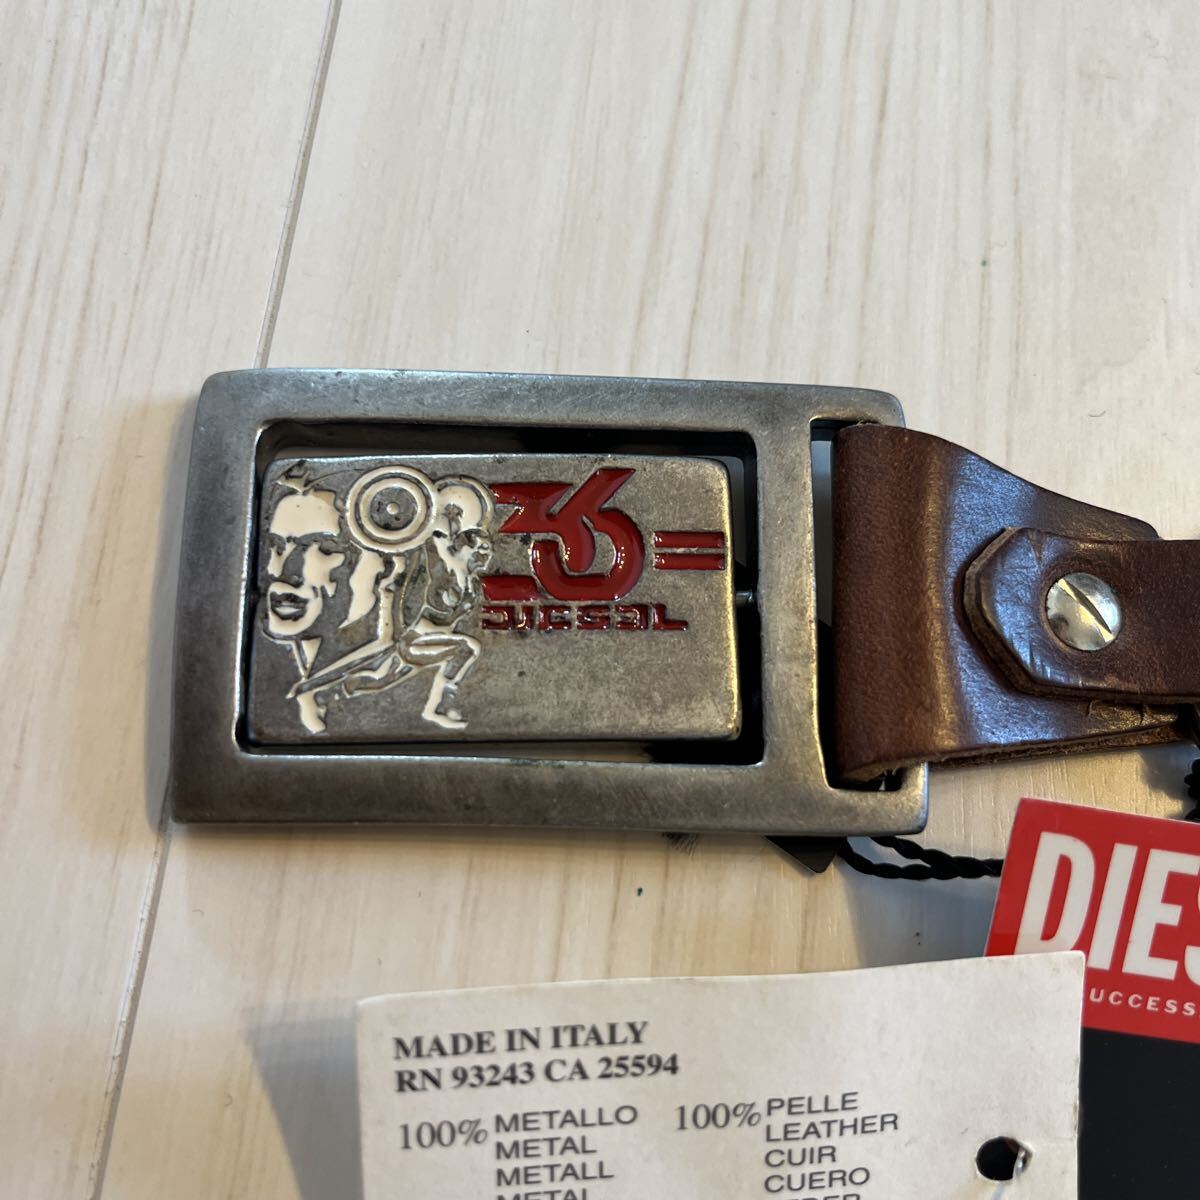 36
DIESEL
DIES
UCCESS
MADE IN ITALY
RN 93243 CA 25594
100% METALLO
METAL
METALL
METAL
100% PELLE
LEATHER
CUIR
CUERO